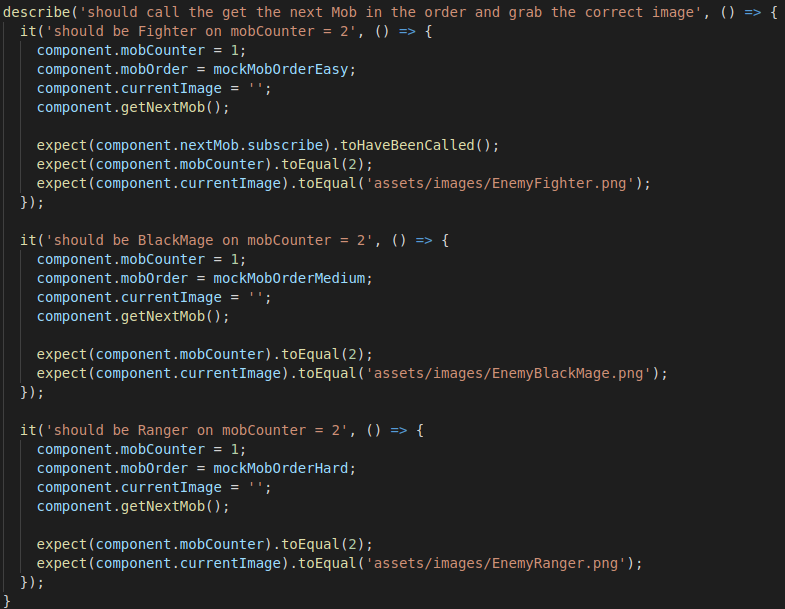 describe('should call the get the next Mob in the order and grab the correct image', () => {
  it('should be Fighter on mobCounter = 2', () => {
    component.mobCounter = 1;
    component.mobOrder = mockMobOrderEasy;
    component.currentImage = '';
    component.getNextMob();

    expect(component.nextMob.subscribe).toHaveBeenCalled();
    expect(component.mobCounter).toEqual(2);
    expect(component.currentImage).toEqual('assets/images/EnemyFighter.png');
  });

  it('should be BlackMage on mobCounter = 2', () => {
    component.mobCounter = 1;
    component.mobOrder = mockMobOrderMedium;
    component.currentImage = '';
    component.getNextMob();

    expect(component.mobCounter).toEqual(2);
    expect(component.currentImage).toEqual('assets/images/EnemyBlackMage.png');
  });

  it('should be Ranger on mobCounter = 2', () => {
    component.mobCounter = 1;
    component.mobOrder = mockMobOrderHard;
    component.currentImage = '';
    component.getNextMob();

    expect(component.mobCounter).toEqual(2);
    expect(component.currentImage).toEqual('assets/images/EnemyRanger.png');
  });
}